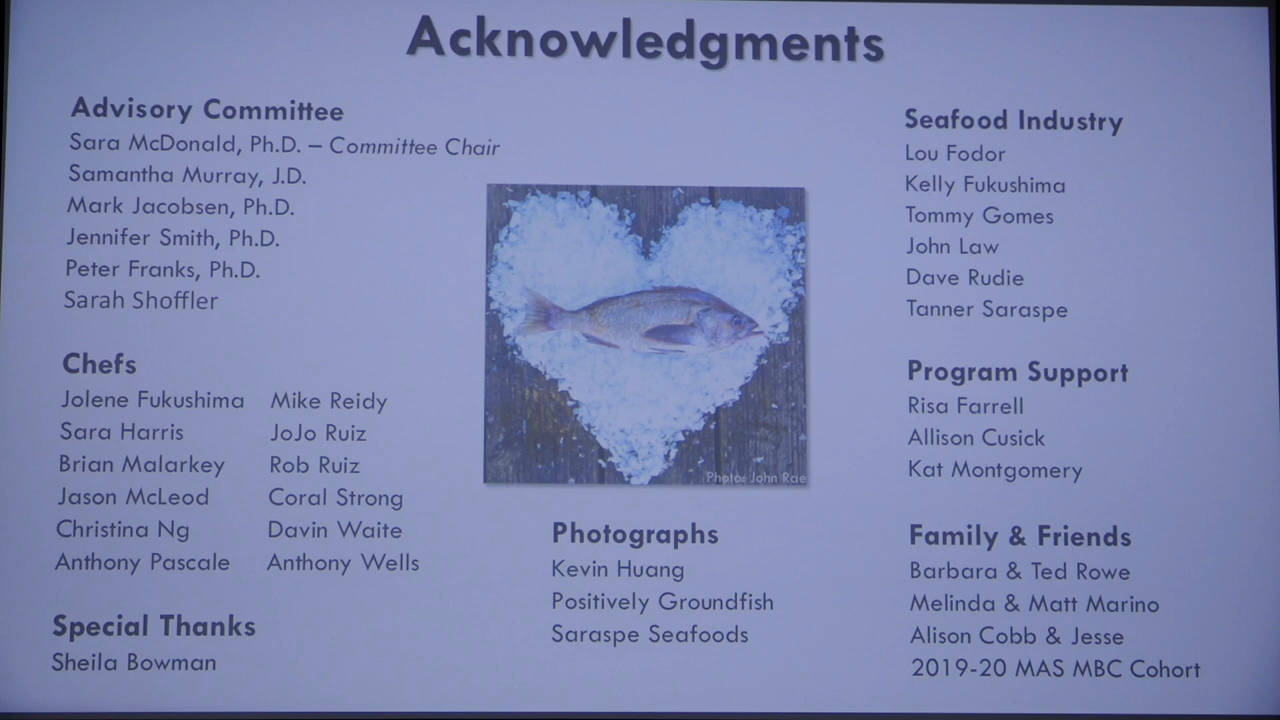 Acknowledgments
Advisory Committee
Sara McDonald, Ph.D. – Committee Chair
Samantha Murray, J.D.
Mark Jacobsen, Ph.D.
Jennifer Smith, Ph.D.
Peter Franks, Ph.D.
Sarah Shoffler
Chefs
Jolene Fukushima Mike Reidy
Sara Harris JoJo Ruiz
Brian Malarkey Rob Ruiz
Jason McLeod Coral Strong
Christina Ng Davin Waite
Anthony Pascale Anthony Wells
Special Thanks
Sheila Bowman
Photo: John Rae
Photographs
Kevin Huang
Positively Groundfish
Saraspe Seafoods
Seafood Industry
Lou Fodor
Kelly Fukushima
Tommy Gomes
John Law
Dave Rudie
Tanner Saraspe
Program Support
Risa Farrell
Allison Cusick
Kat Montgomery
Family & Friends
Barbara & Ted Rowe
Melinda & Matt Marino
Alison Cobb & Jesse
2019-20 MAS MBC Cohort